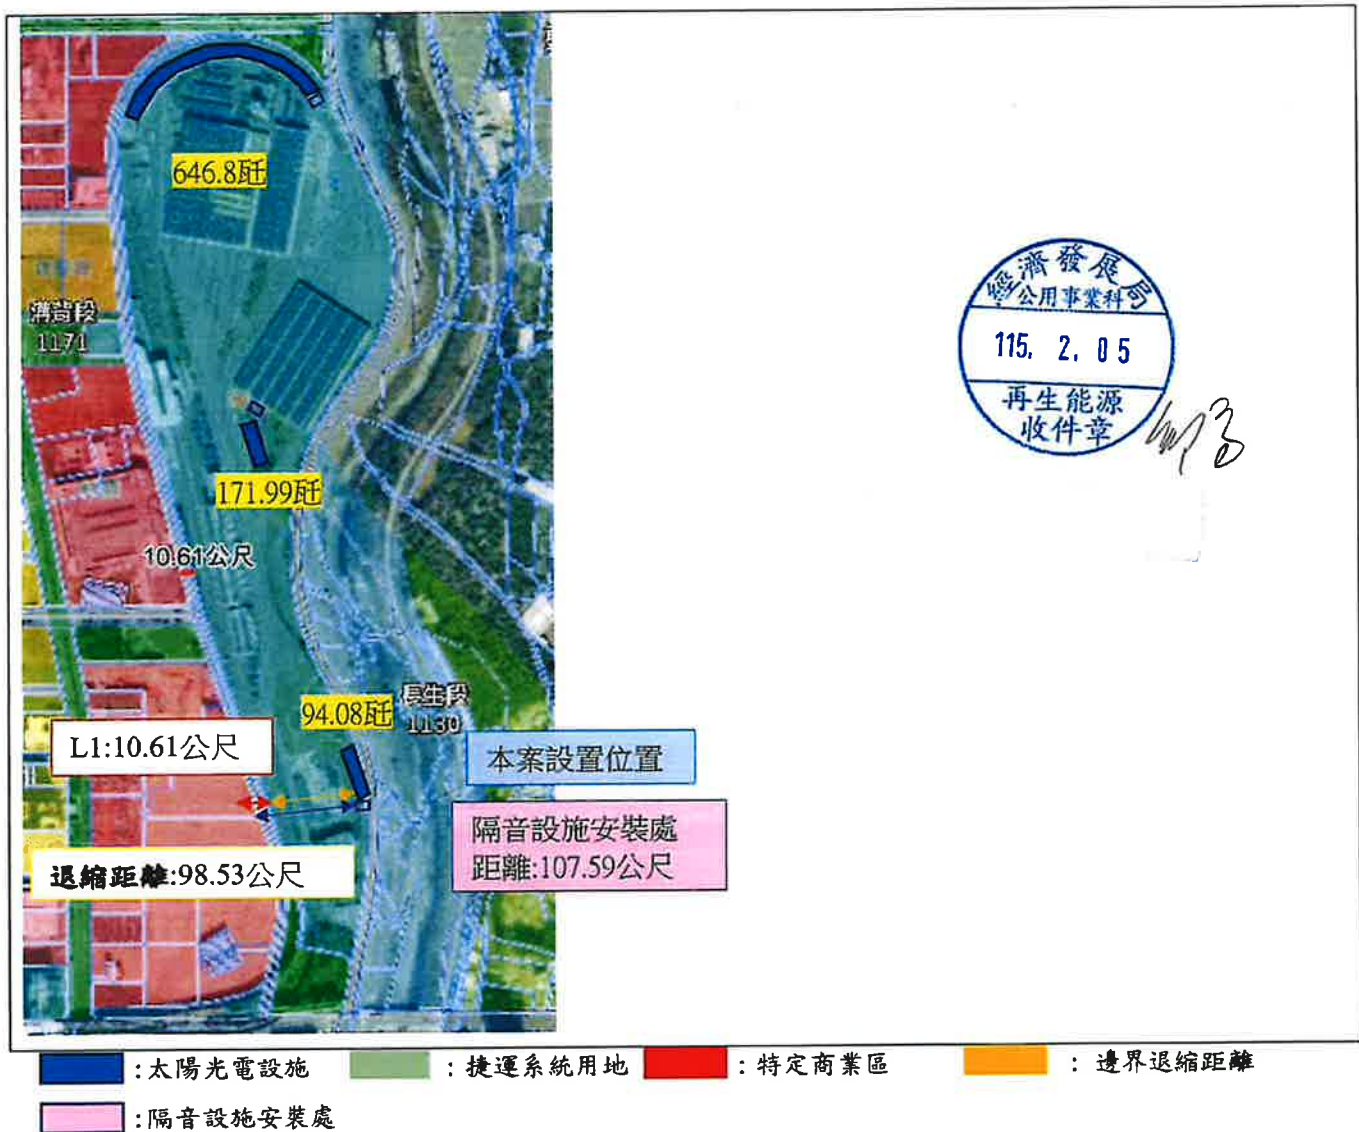 646.8瓩
溝背段
1171
171.99瓩
10.61公尺
94.08瓩
長生段
1130
L1:10.61公尺
本案設置位置
隔音設施安裝處
距離:107.59公尺
退縮距離:98.53公尺
經濟發展局
公用事業科
115. 2. 05
再生能源
收件章
:太陽光電設施
:捷運系統用地
:特定商業區
:邊界退縮距離
:隔音設施安裝處